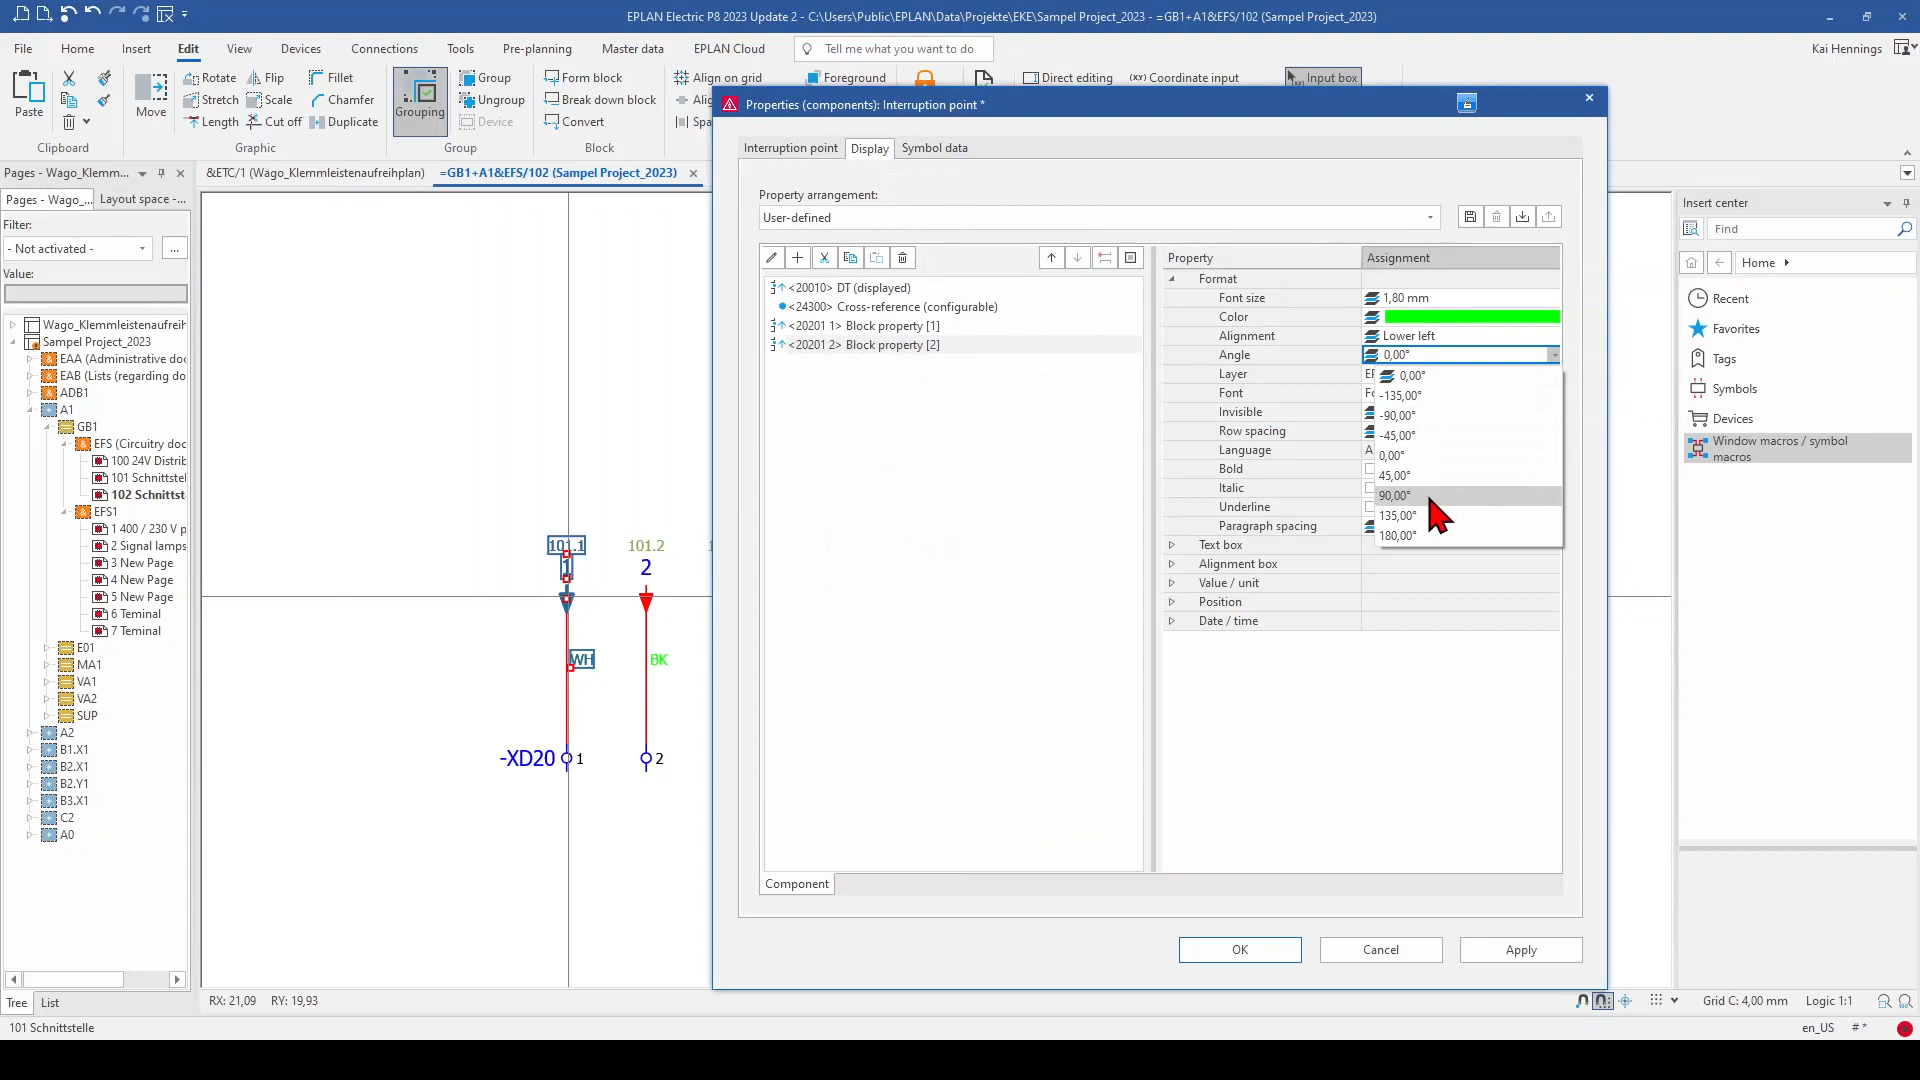 EPLAN Electric P8 2023 Update 2 - C:\Users\Public\EPLAN\Data\Projekte\EKE\Sampel Project_2023 - =GB1+A1&EFS/102 (Sampel Project_2023)
File Home Insert Edit View Devices Connections Tools Pre-planning Master data EPLAN Cloud Tell me what you want to do Kai Hennings
Paste Move Rotate Flip Fillet Grouping Group Form block Align on grid Foreground Direct editing (XY) Coordinate input Input box
Stretch Scale Chamfer Ungroup Break down block
Length Cut off Duplicate Device Convert
Clipboard Graphic Group Block
Pages - Wago_Klemm...
&ETC/1 (Wago_Klemmleistenaufreihplan) =GB1+A1&EFS/102 (Sampel Project_2023)
Pages - Wago_... Layout space -...
Filter:
- Not activated - ...
Value:
Wago_Klemmleistenaufreih
Sampel Project_2023
EAA (Administrative do
EAB (Lists (regarding do
ADB1
A1
GB1
EFS (Circuitry doc
100 24V Distrib
101 Schnittstel
102 Schnittst
EFS1
1 400 / 230 V p
2 Signal lamps
3 New Page
4 New Page
5 New Page
6 Teminal
7 Teminal
E01
MA1
VA1
VA2
SUP
A2
B1.X1
B2.X1
B2.Y1
B3.X1
C2
A0
Tree List
101 Schnittstelle
101.1 101.2
1 2
WH BK
-XD20 1 2
RX: 21,09 RY: 19,93
Properties (components): Interruption point *
Interruption point Display Symbol data
Property arrangement:
User-defined
<20010> DT (displayed)
<24300> Cross-reference (configurable)
<20201 1> Block property [1]
<20201 2> Block property [2]
Component
Property Assignment
Format
Font size 1,80 mm
Color
Alignment Lower left
Angle 0,00°
Layer
Font
Invisible
Row spacing
Language
Bold
Italic
Underline
Paragraph spacing
Text box
Alignment box
Value / unit
Position
Date / time
0,00°
-135,00°
-90,00°
-45,00°
0,00°
45,00°
90,00°
135,00°
180,00°
OK Cancel Apply
Insert center
Find
Home
Recent
Favorites
Tags
Symbols
Devices
Window macros / symbol
macros
Grid C: 4,00 mm Logic 1:1
en_US # *